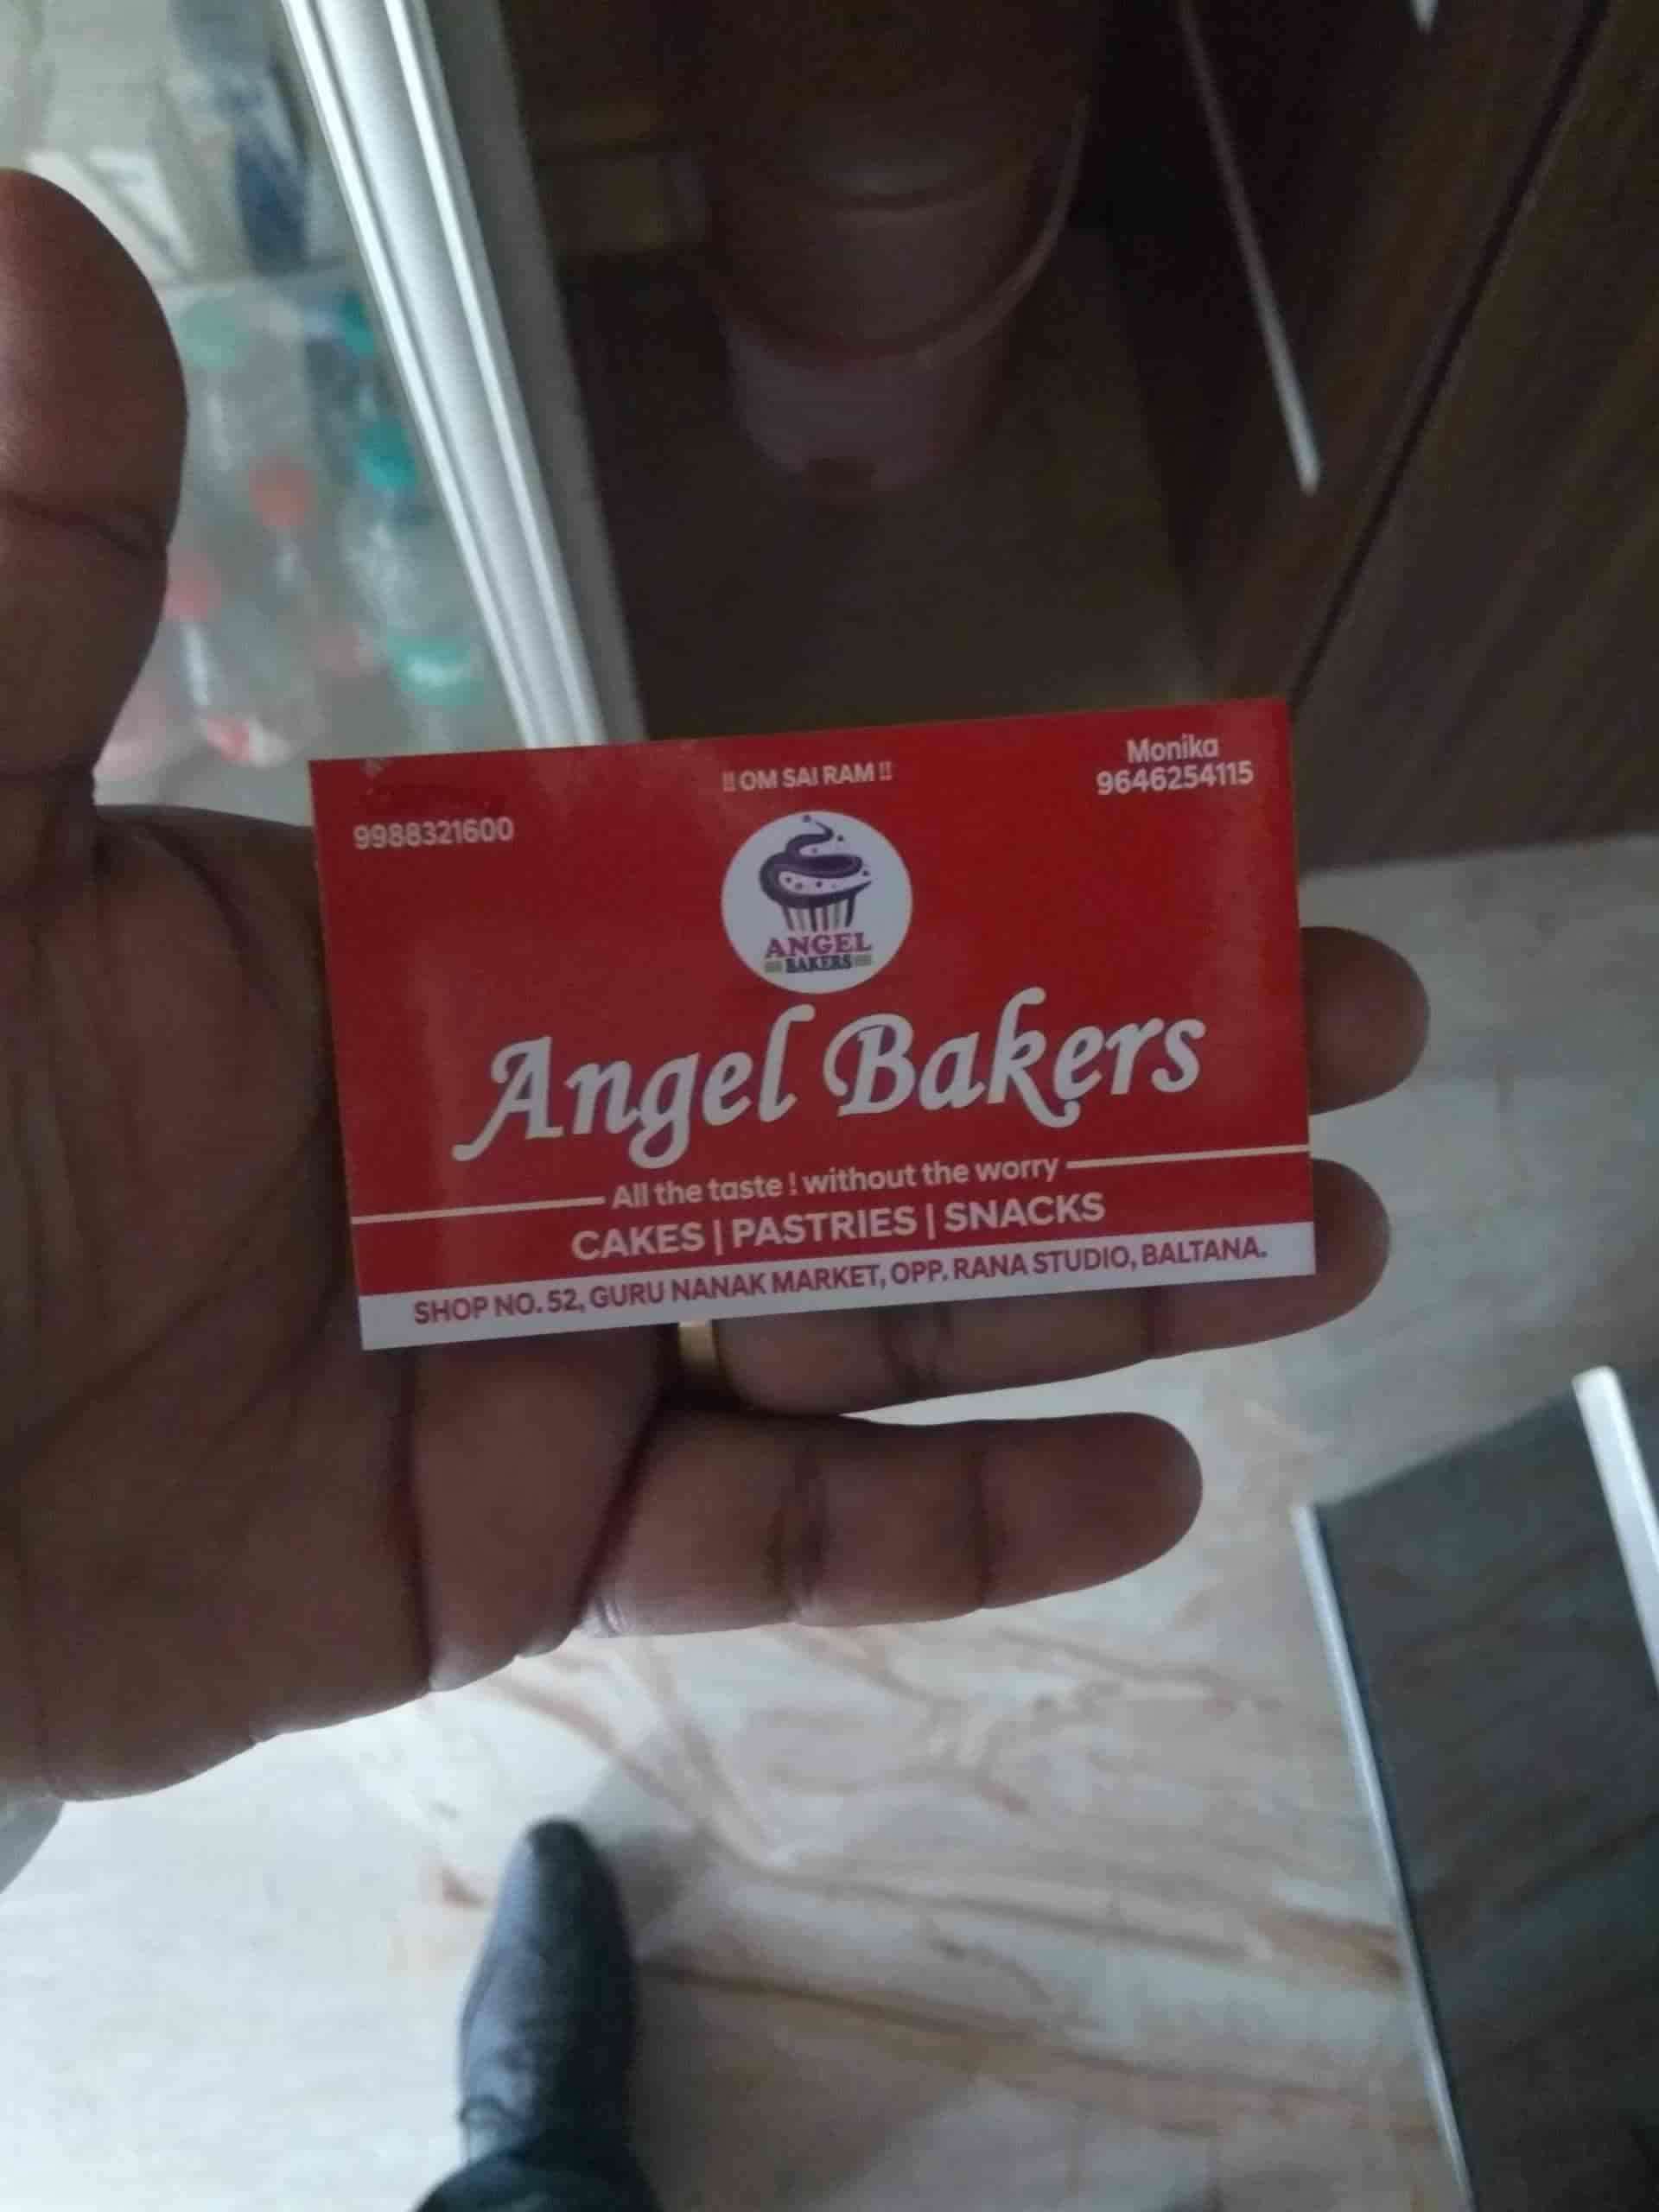 !! OM SAI RAM !!
Monika
9646254115
9988321600
ANGEL
BAKERS
Angel Bakers
All the taste ! without the worry
CAKES | PASTRIES | SNACKS
SHOP NO. 52, GURU NANAK MARKET, OPP. RANA STUDIO, BALTANA.